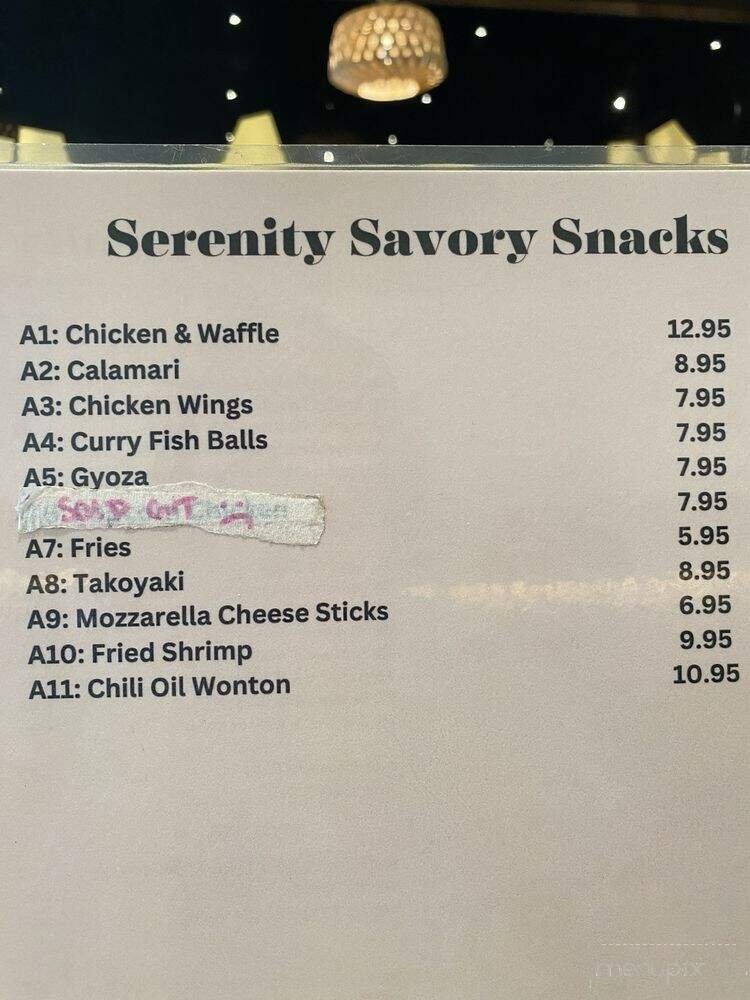 Serenity Savory Snacks
A1: Chicken & Waffle 12.95
A2: Calamari 8.95
A3: Chicken Wings 7.95
A4: Curry Fish Balls 7.95
A5: Gyoza 7.95
SOLD OUT Chicken 7.95
A7: Fries 5.95
A8: Takoyaki 8.95
A9: Mozzarella Cheese Sticks 6.95
A10: Fried Shrimp 9.95
A11: Chili Oil Wonton 10.95
menupix